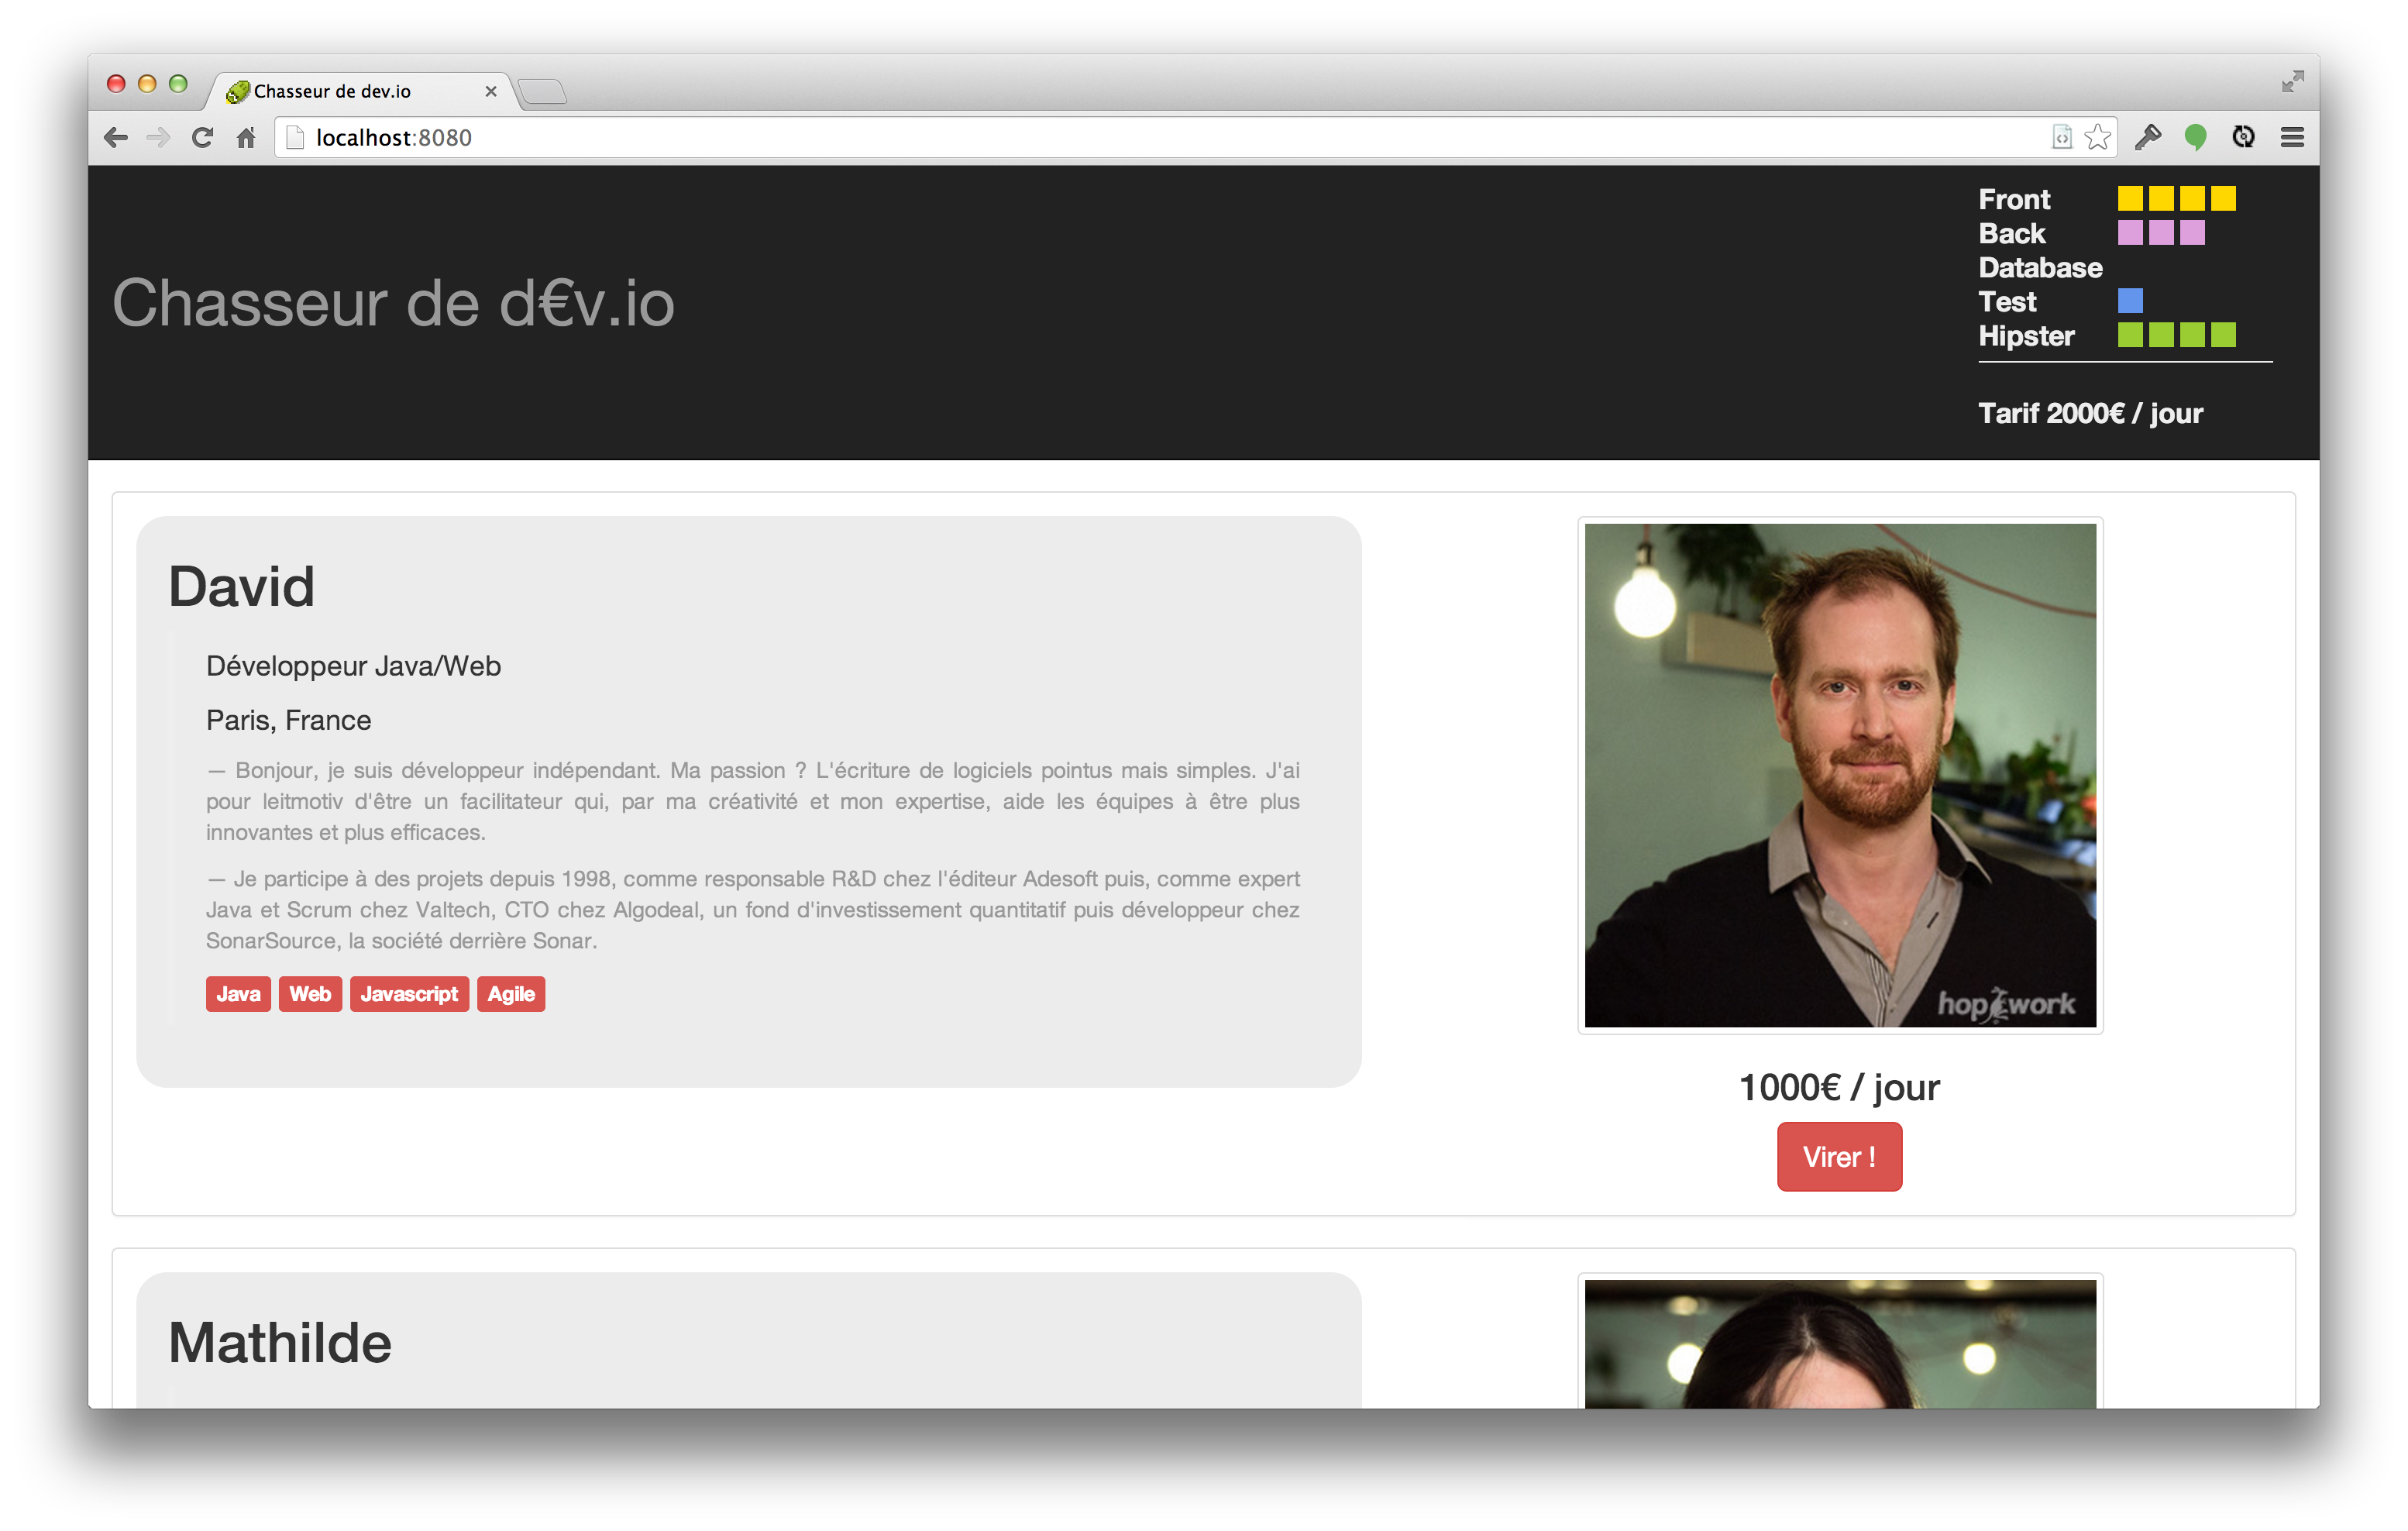 Chasseur de dev.io
localhost:8080
Chasseur de d€v.io
Front
Back
Database
Test
Hipster
Tarif 2000€ / jour
David
Développeur Java/Web
Paris, France
— Bonjour, je suis développeur indépendant. Ma passion ? L'écriture de logiciels pointus mais simples. J'ai
pour leitmotiv d'être un facilitateur qui, par ma créativité et mon expertise, aide les équipes à être plus
innovantes et plus efficaces.
— Je participe à des projets depuis 1998, comme responsable R&D chez l'éditeur Adesoft puis, comme expert
Java et Scrum chez Valtech, CTO chez Algodeal, un fond d'investissement quantitatif puis développeur chez
SonarSource, la société derrière Sonar.
Java Web Javascript Agile
hopwork
1000€ / jour
Virer !
Mathilde